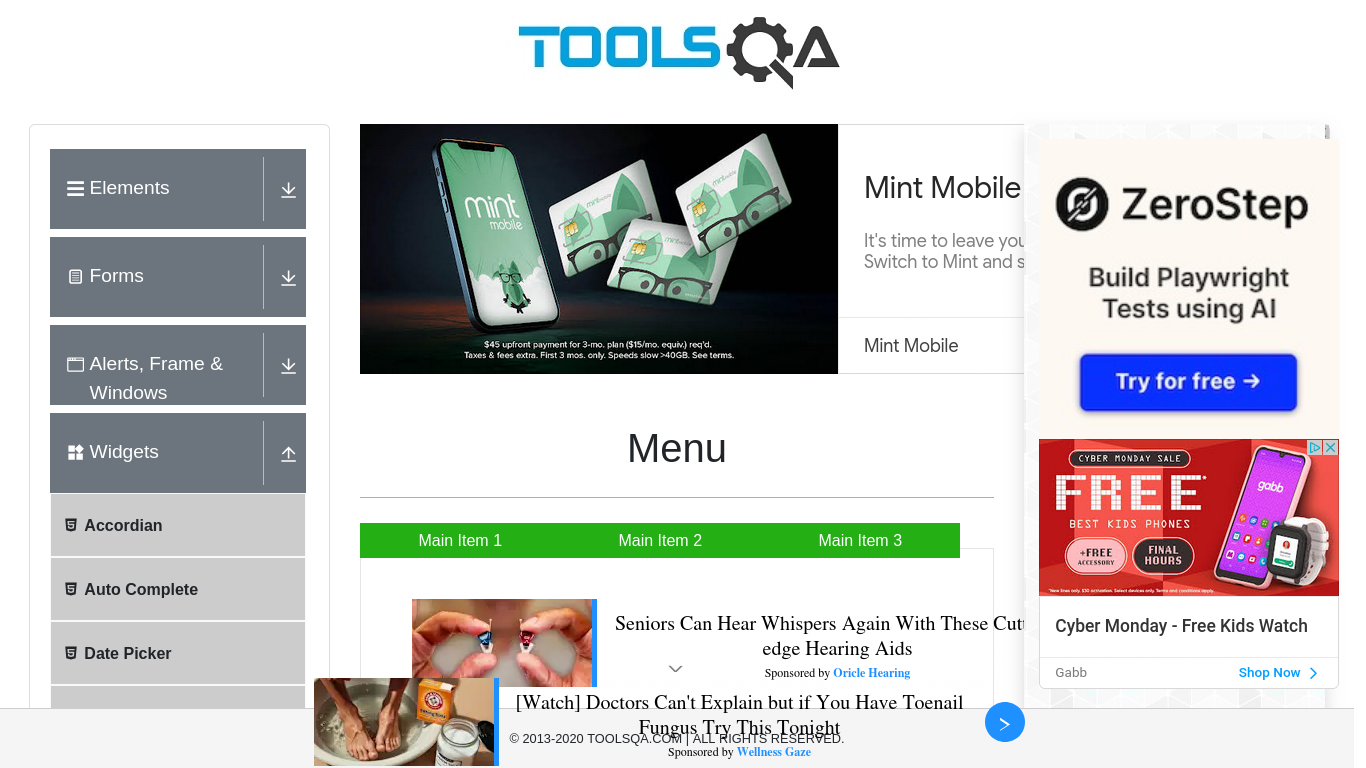 TOOLSQA
Elements
Forms
Alerts, Frame &
Windows
Widgets
Accordian
Auto Complete
Date Picker
mint
mobile
$45 upfront payment for 3-mo. plan ($15/mo. equiv.) req'd.
Taxes & fees extra. First 3 mos. only. Speeds slow >40GB. See terms.
Mint Mobile
It's time to leave you
Switch to Mint and s
Mint Mobile
Menu
Main Item 1
Main Item 2
Main Item 3
Seniors Can Hear Whispers Again With These Cut
edge Hearing Aids
Sponsored by Oricle Hearing
[Watch] Doctors Can't Explain but if You Have Toenail
Fungus Try This Tonight
© 2013-2020 TOOLSQA.COM | ALL RIGHTS RESERVED.
Sponsored by Wellness Gaze
ZeroStep
Build Playwright
Tests using AI
Try for free →
CYBER MONDAY SALE
FREE*
BEST KIDS PHONES
+FREE
ACCESSORY
FINAL
HOURS
gabb
Cyber Monday - Free Kids Watch
Gabb
Shop Now